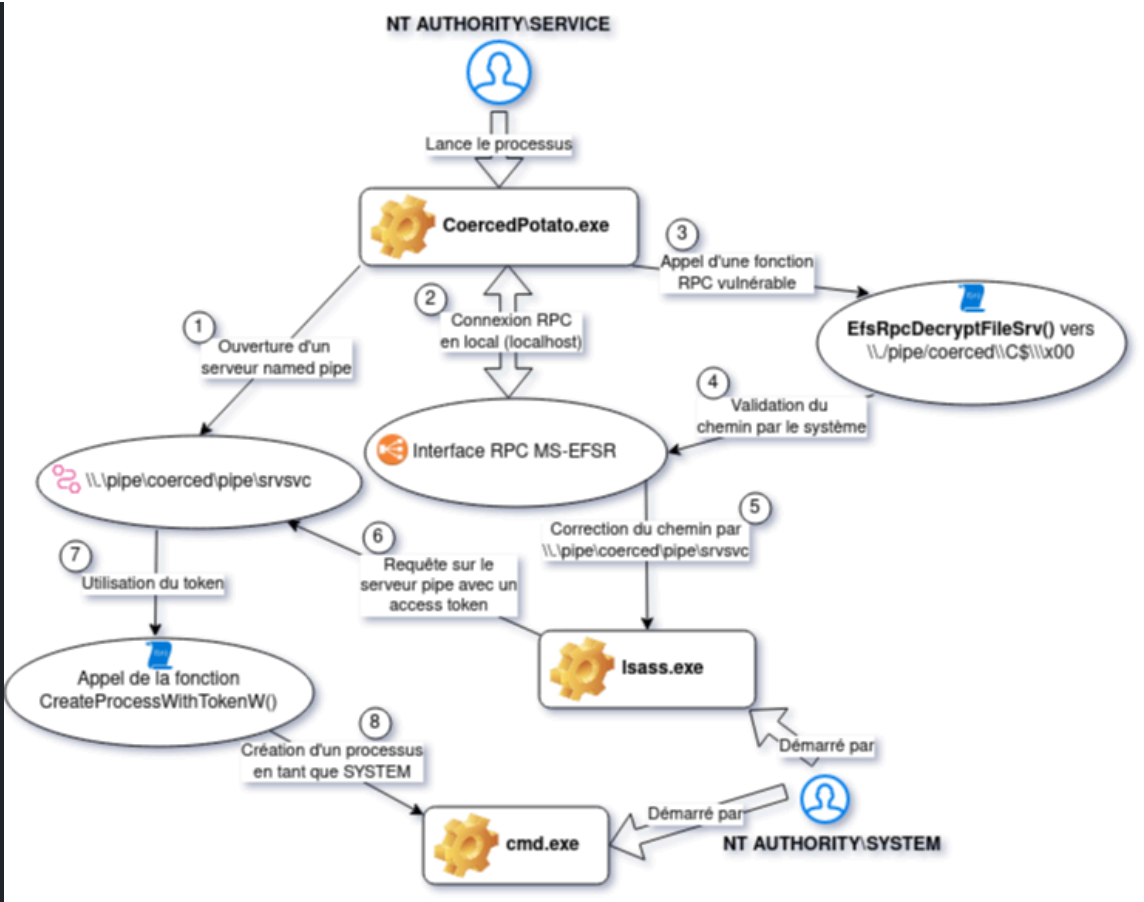 NT AUTHORITY\SERVICE
Lance le processus
CoercedPotato.exe
3
Appel d'une fonction
RPC vulnérable
2
Connexion RPC
en local (localhost)
EfsRpcDecryptFileSrv() vers
\\./pipe/coerced\\C$\\\x00
1
Ouverture d'un
serveur named pipe
4
Validation du
chemin par le système
Interface RPC MS-EFSR
\\.\pipe\coerced\pipe\srvsvc
5
Correction du chemin par
\\.\pipe\coerced\pipe\srvsvc
6
Requête sur le
serveur pipe avec un
access token
7
Utilisation du token
lsass.exe
Appel de la fonction
CreateProcessWithTokenW()
8
Création d'un processus
en tant que SYSTEM
Démarré par
Démarré par
cmd.exe
NT AUTHORITY\SYSTEM